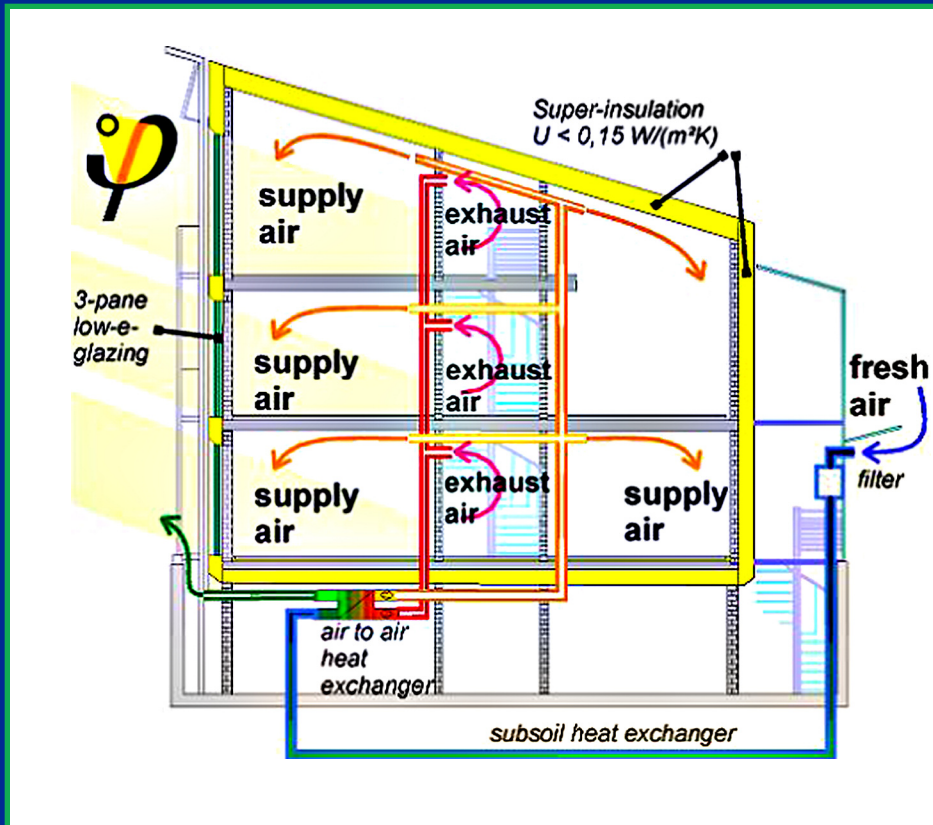 Super-insulation
U < 0,15 W/(m²K)
supply
air
exhaust
air
3-pane
low-e-
glazing
supply
air
exhaust
air
fresh
air
filter
supply
air
exhaust
air
supply
air
air to air
heat
exchanger
subsoil heat exchanger